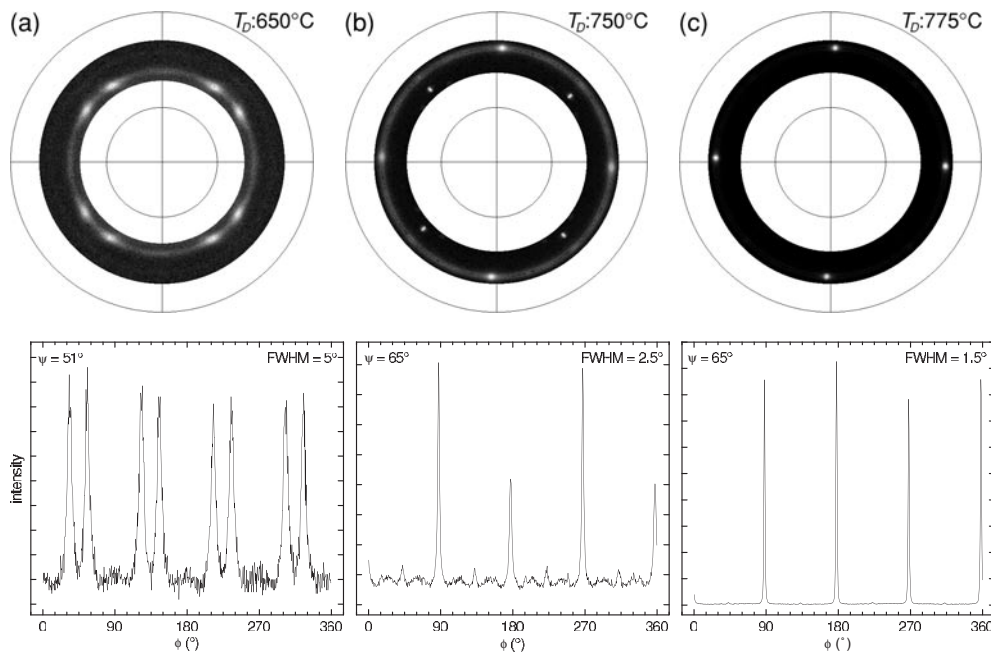 (a) T_D:650°C
(b) T_D:750°C
(c) T_D:775°C
ψ = 51° FWHM = 5°
ψ = 65° FWHM = 2.5°
ψ = 65° FWHM = 1.5°
intensity
0 90 180 270 360
0 90 180 270 360
0 90 180 270 360
ϕ (°)
ϕ (°)
ϕ (°)